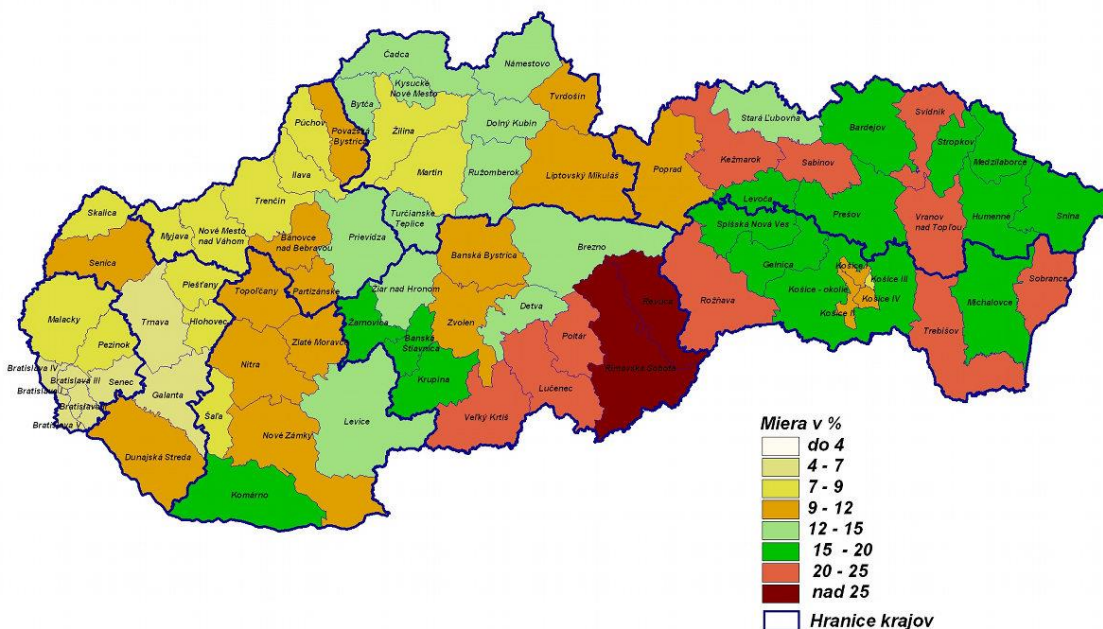 Čadca
Námestovo
Kysucké
Nové Mesto
Bytča
Tvrdošín
Dolný Kubín
Púchov
Považská
Bystrica
Žilina
Stará Ľubovňa
Svidník
Bardejov
Stropkov
Medzilaborce
Ilava
Martin
Ružomberok
Liptovský Mikuláš
Poprad
Kežmarok
Sabinov
Levoča
Prešov
Vranov
nad Topľou
Humenné
Snina
Trenčín
Turčianske
Teplice
Prievidza
Skalica
Myjava
Nové Mesto
nad Váhom
Bánovce
nad Bebravou
Senica
Partizánske
Topoľčany
Piešťany
Banská Bystrica
Brezno
Spišská Nová Ves
Gelnica
Košice I
Košice III
Košice - okolie
Košice IV
Košice II
Sobrance
Michalovce
Trebišov
Rožňava
Revúca
Rimavská Sobota
Žiar nad Hronom
Detva
Zvolen
Poltár
Lučenec
Veľký Krtíš
Žarnovica
Banská
Štiavnica
Krupina
Malacky
Trnava
Hlohovec
Pezinok
Zlaté Moravce
Nitra
Bratislava IV
Bratislava III
Senec
Bratislava I
Bratislava II
Bratislava V
Galanta
Šaľa
Levice
Nové Zámky
Dunajská Streda
Komárno
Miera v %
do 4
4 - 7
7 - 9
9 - 12
12 - 15
15 - 20
20 - 25
nad 25
Hranice krajov